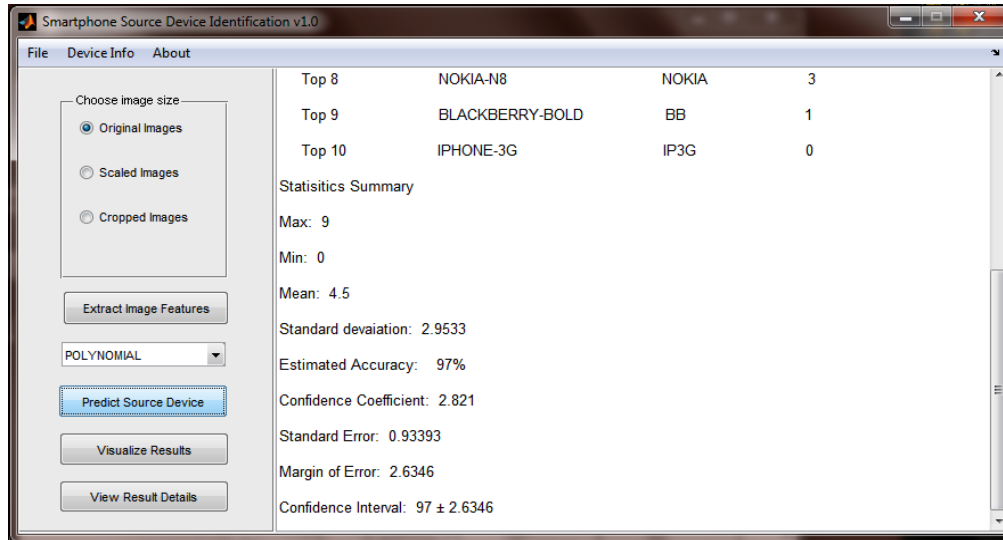 Smartphone Source Device Identification v1.0
File Device Info About
Choose image size
Original Images
Scaled Images
Cropped Images
Extract Image Features
POLYNOMIAL
Predict Source Device
Visualize Results
View Result Details
Top 8 NOKIA-N8 NOKIA 3
Top 9 BLACKBERRY-BOLD BB 1
Top 10 IPHONE-3G IP3G 0
Statisitics Summary
Max: 9
Min: 0
Mean: 4.5
Standard devaiation: 2.9533
Estimated Accuracy: 97%
Confidence Coefficient: 2.821
Standard Error: 0.93393
Margin of Error: 2.6346
Confidence Interval: 97 ± 2.6346